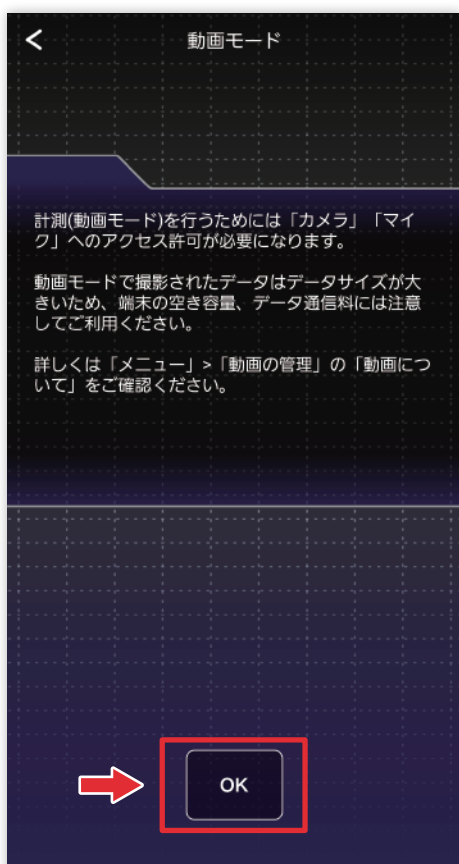 動画モード
計測(動画モード)を行うためには「カメラ」「マイ
ク」へのアクセス許可が必要になります。
動画モードで撮影されたデータはデータサイズが大
きいため、端末の空き容量、データ通信料には注意
してご利用ください。
詳しくは「メニュー」>「動画の管理」の「動画につ
いて」をご確認ください。
OK